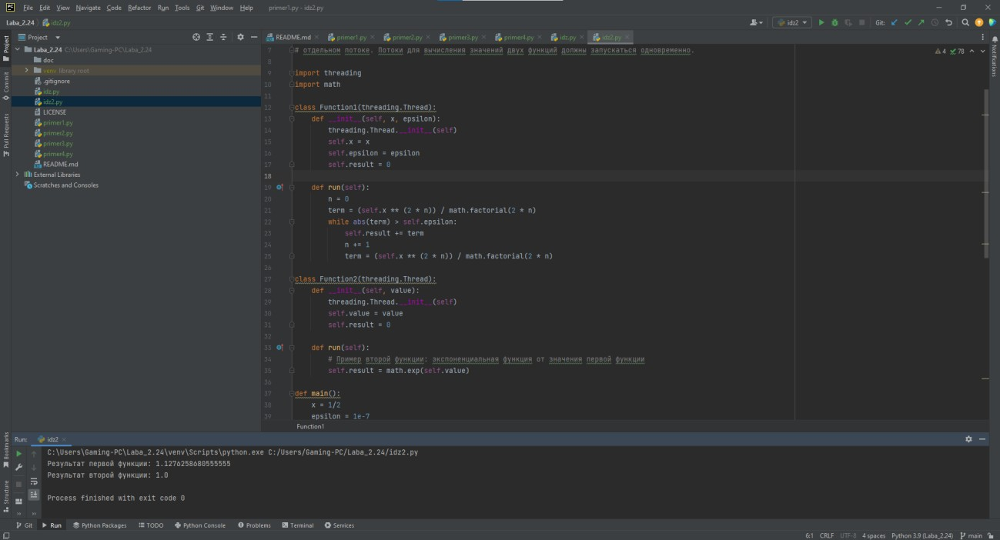 File Edit View Navigate Code Refactor Run Tools Git Window Help primer1.py - idz2.py
Laba_2.24 idz2.py
idz2
Git:
Project
README.md primer1.py primer2.py primer3.py primer4.py idz.py idz2.py
Project
Commit
Pull Requests
Bookmarks
Structure
Notifications
Laba_2.24 C:\Users\Gaming-PC\Laba_2.24
doc
venv library root
.gitignore
idz.py
idz2.py
LICENSE
primer1.py
primer2.py
primer3.py
primer4.py
README.md
External Libraries
Scratches and Consoles
4 78
7 # отдельном потоке. Потоки для вычисления значений двух функций должны запускаться одновременно.
8
9 import threading
10 import math
11
12 class Function1(threading.Thread):
13 def __init__(self, x, epsilon):
14 threading.Thread.__init__(self)
15 self.x = x
16 self.epsilon = epsilon
17 self.result = 0
18
19 def run(self):
20 n = 0
21 term = (self.x ** (2 * n)) / math.factorial(2 * n)
22 while abs(term) > self.epsilon:
23 self.result += term
24 n += 1
25 term = (self.x ** (2 * n)) / math.factorial(2 * n)
26
27 class Function2(threading.Thread):
28 def __init__(self, value):
29 threading.Thread.__init__(self)
30 self.value = value
31 self.result = 0
32
33 def run(self):
34 # Пример второй функции: экспоненциальная функция от значения первой функции
35 self.result = math.exp(self.value)
36
37 def main():
38 x = 1/2
39 epsilon = 1e-7
Function1
Run: idz2
C:\Users\Gaming-PC\Laba_2.24\venv\Scripts\python.exe C:/Users/Gaming-PC/Laba_2.24/idz2.py
Результат первой функции: 1.1276258680555555
Результат второй функции: 1.0
Process finished with exit code 0
Git Run Python Packages TODO Python Console Problems Terminal Services
6:1 CRLF UTF-8 4 spaces Python 3.9 (Laba_2.24) main